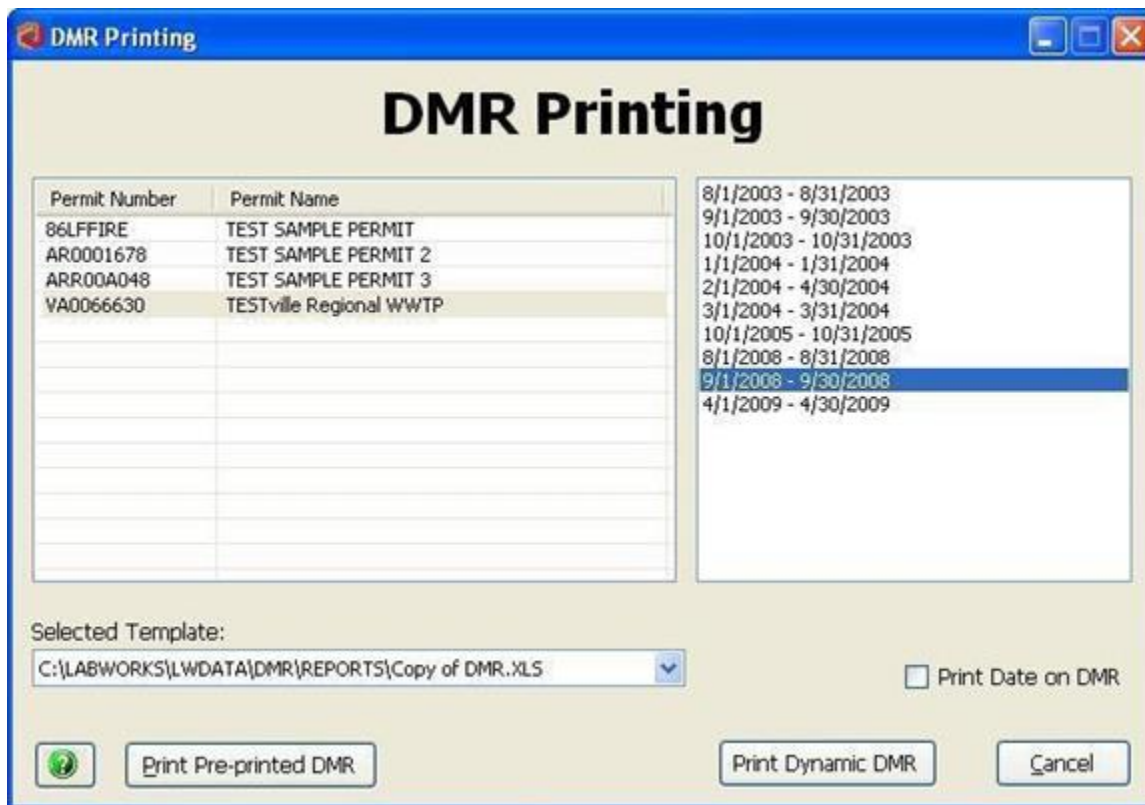 DMR Printing
DMR Printing
Permit Number Permit Name
86LFFIRE TEST SAMPLE PERMIT
AR0001678 TEST SAMPLE PERMIT 2
ARR00A048 TEST SAMPLE PERMIT 3
VA0066630 TESTville Regional WWTP
8/1/2003 - 8/31/2003
9/1/2003 - 9/30/2003
10/1/2003 - 10/31/2003
1/1/2004 - 1/31/2004
2/1/2004 - 4/30/2004
3/1/2004 - 3/31/2004
10/1/2005 - 10/31/2005
8/1/2008 - 8/31/2008
9/1/2008 - 9/30/2008
4/1/2009 - 4/30/2009
Selected Template:
C:\LABWORKS\LWDATA\DMR\REPORTS\Copy of DMR.XLS
Print Date on DMR
Print Pre-printed DMR
Print Dynamic DMR
Cancel